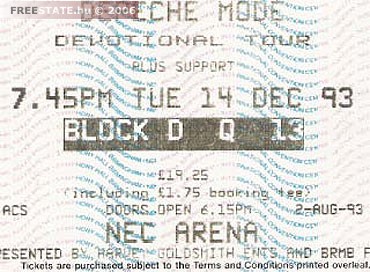 FREESTATE.hu © 2006
CHE MODE
DEVOTIONAL TOUR
PLUS SUPPORT
7.45PM TUE 14 DEC 93
BLOCK D Q 13
£19.25
(including £1.75 booking fee)
ACS DOORS OPEN 6.15PM 2-AUG-93
NEC ARENA
ESENTED BY HARVEY GOLDSMITH ENTS AND BRMB F
Tickets are purchased subject to the Terms and Conditions printed overleaf.